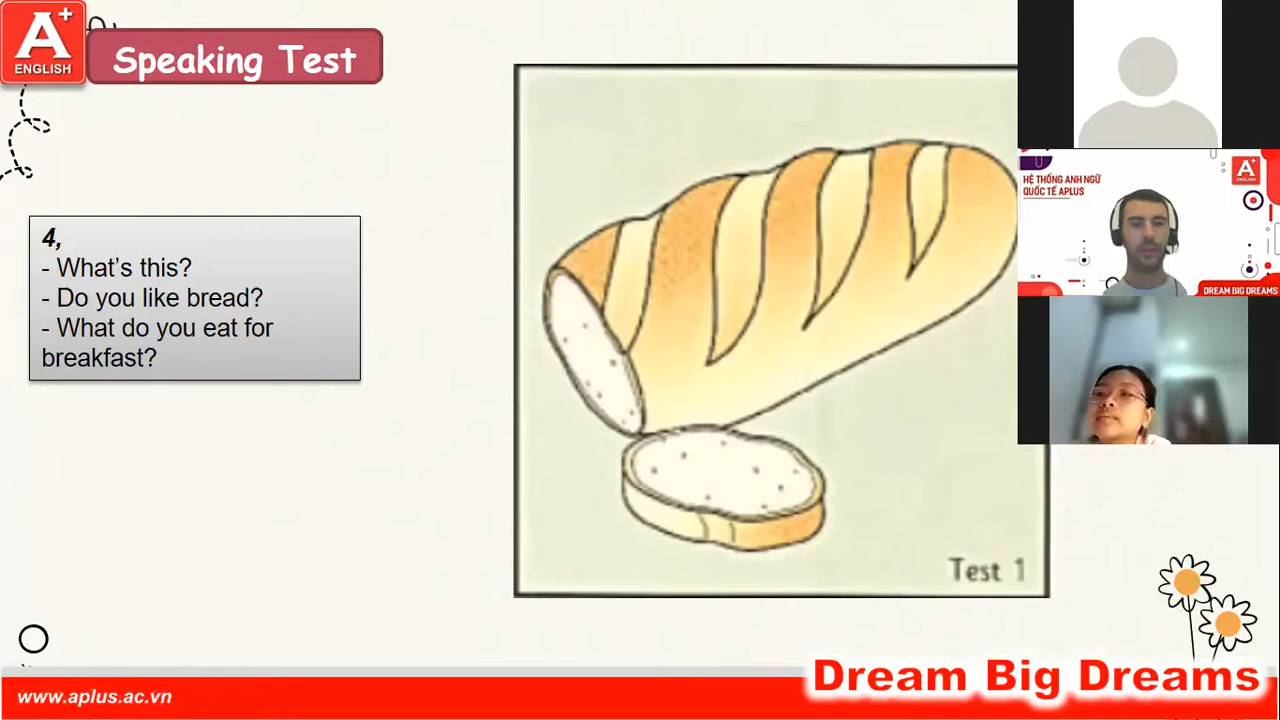 A+
ENGLISH
Speaking Test
4,
- What's this?
- Do you like bread?
- What do you eat for
breakfast?
Test 1
HỆ THỐNG ANH NGỮ
QUỐC TẾ APLUS
DREAM BIG DREAMS
www.aplus.ac.vn
Dream Big Dreams